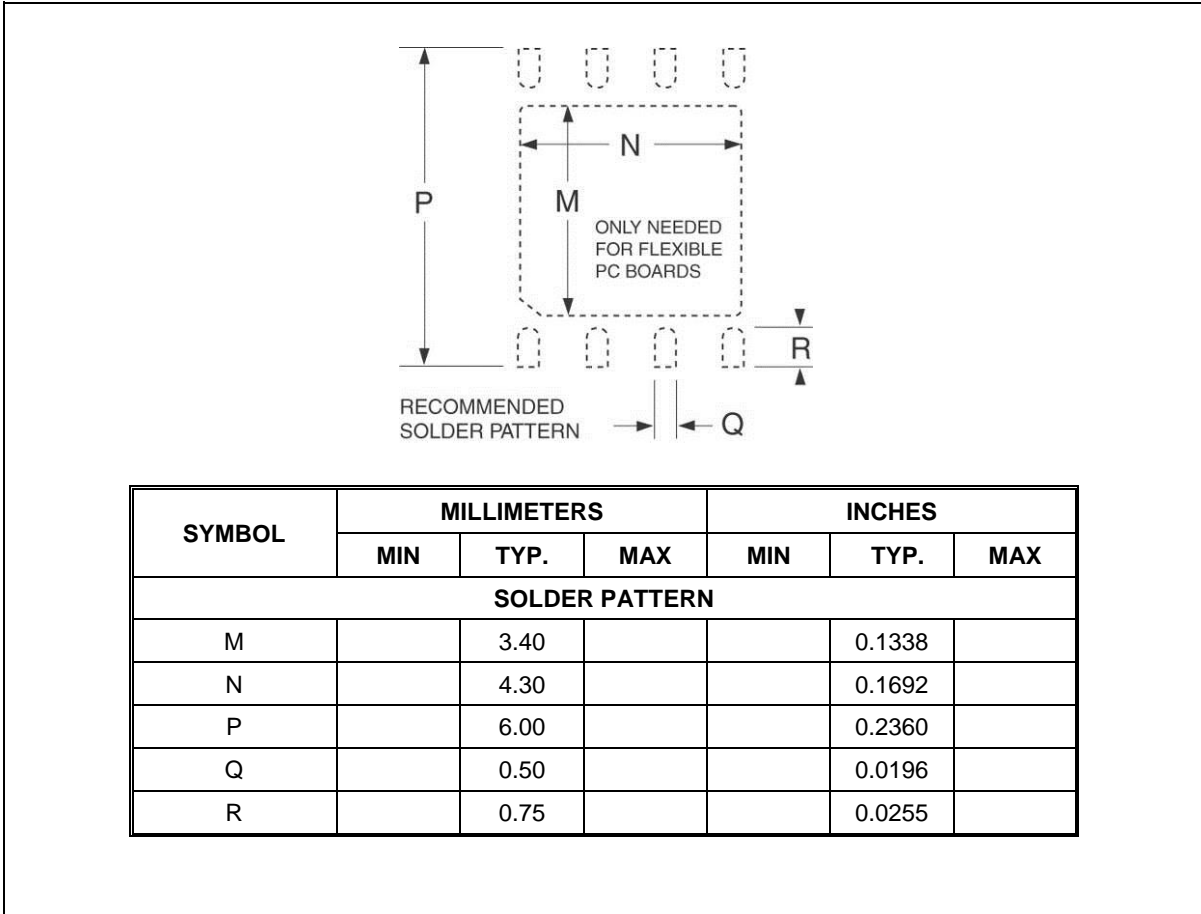 N
P
M
ONLY NEEDED
FOR FLEXIBLE
PC BOARDS
R
RECOMMENDED
SOLDER PATTERN
Q
SYMBOL MILLIMETERS INCHES
MIN TYP. MAX MIN TYP. MAX
SOLDER PATTERN
M 3.40 0.1338
N 4.30 0.1692
P 6.00 0.2360
Q 0.50 0.0196
R 0.75 0.0255